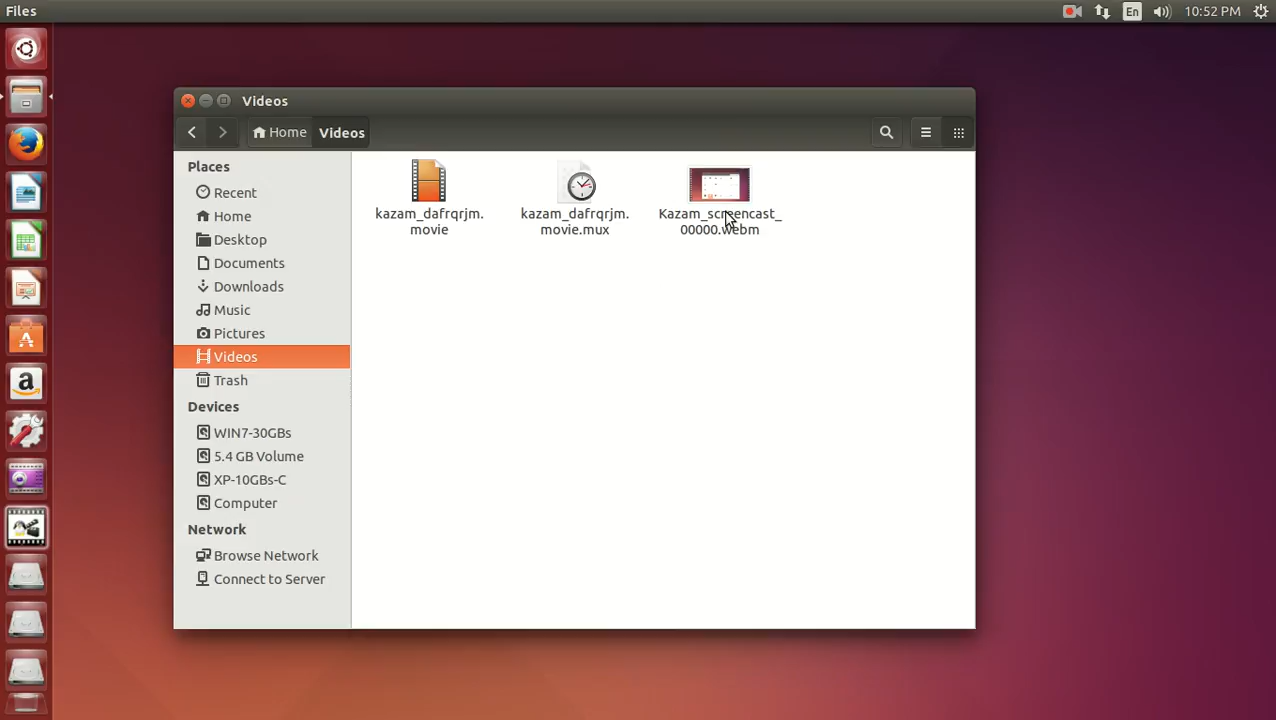 Files
En
10:52 PM
Videos
Home
Videos
Places
Recent
Home
Desktop
Documents
Downloads
Music
Pictures
Videos
Trash
Devices
WIN7-30GBs
5.4 GB Volume
XP-10GBs-C
Computer
Network
Browse Network
Connect to Server
kazam_dafrqrjm.
movie
kazam_dafrqrjm.
movie.mux
Kazam_screencast_
00000.webm